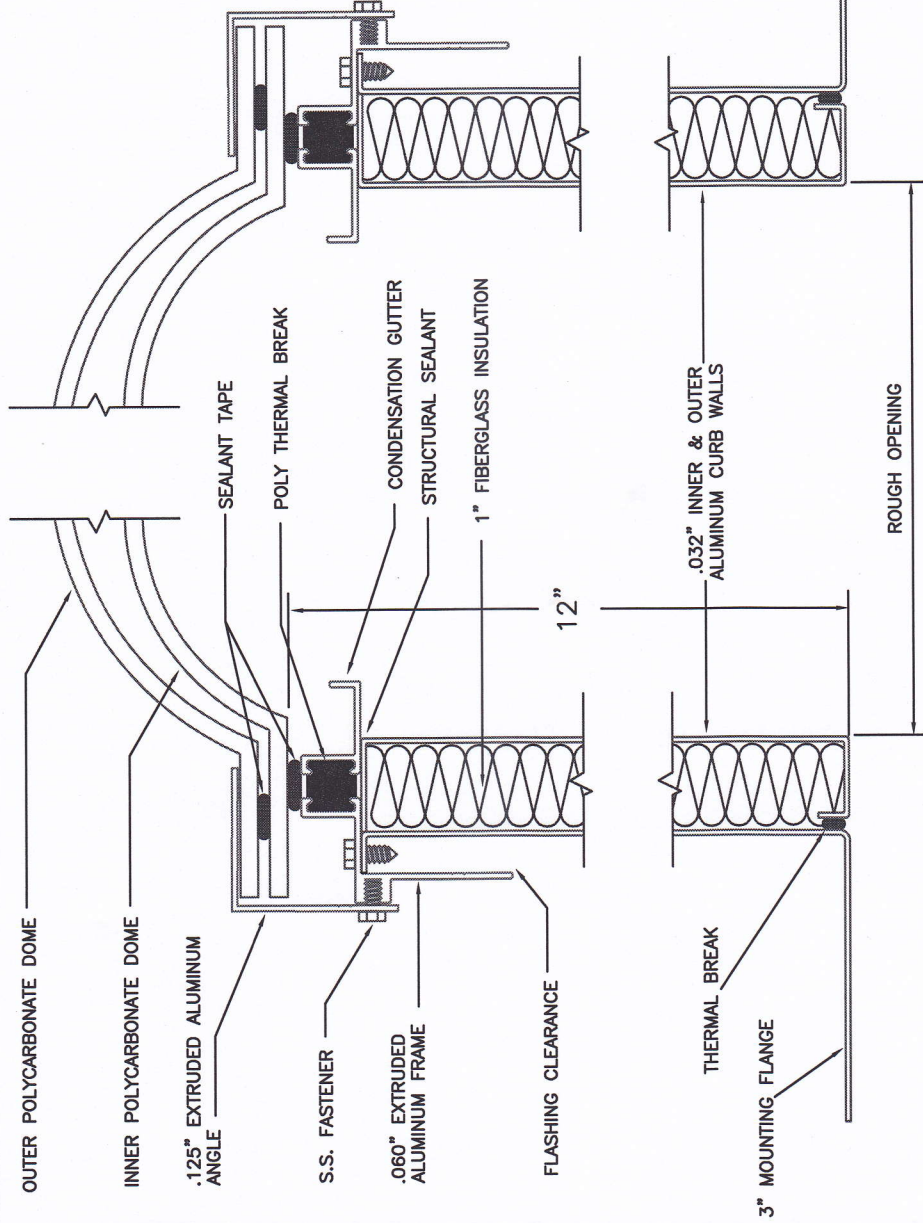 OUTER POLYCARBONATE DOME
INNER POLYCARBONATE DOME
.125" EXTRUDED ALUMINUM
ANGLE
S.S. FASTENER
.060" EXTRUDED
ALUMINUM FRAME
FLASHING CLEARANCE
THERMAL BREAK
3" MOUNTING FLANGE
SEALANT TAPE
POLY THERMAL BREAK
CONDENSATION GUTTER
STRUCTURAL SEALANT
1" FIBERGLASS INSULATION
12"
.032" INNER & OUTER
ALUMINUM CURB WALLS
ROUGH OPENING